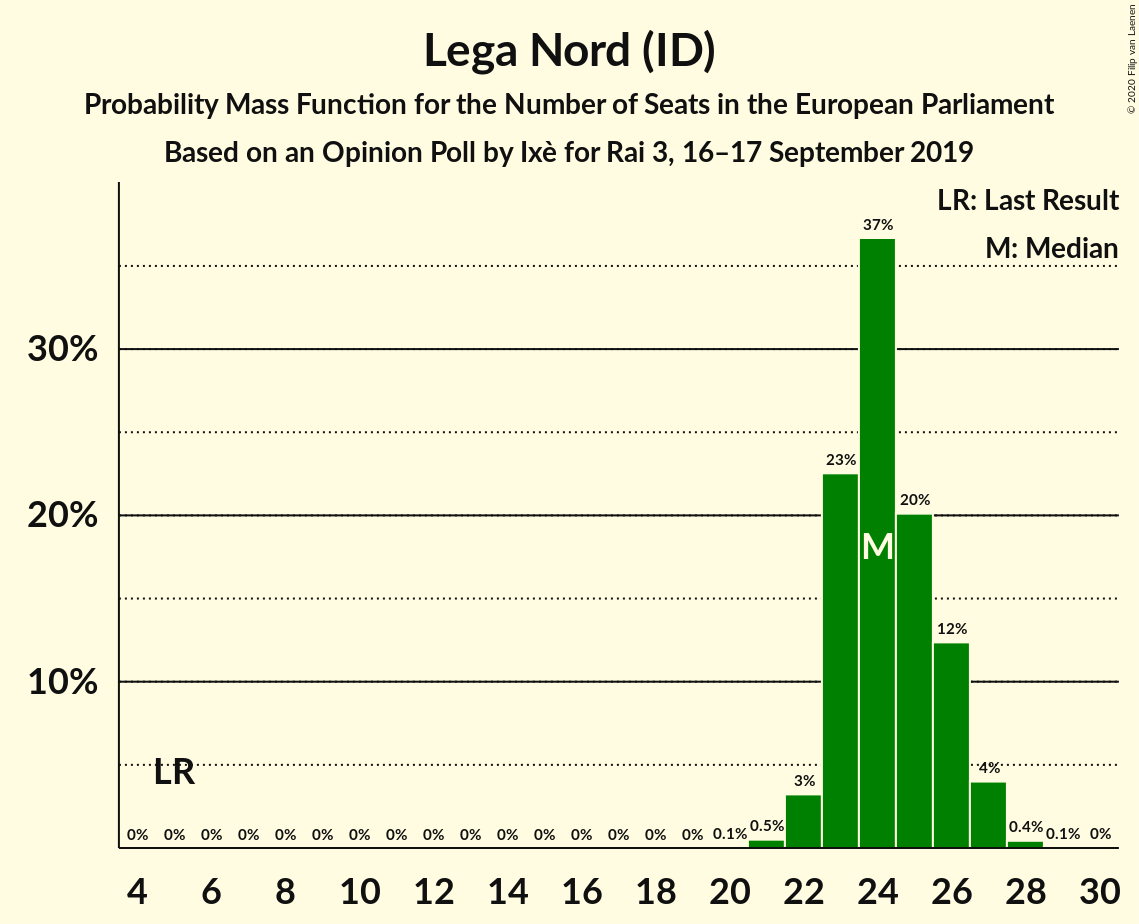 Lega Nord (ID)
Probability Mass Function for the Number of Seats in the European Parliament
Based on an Opinion Poll by Ixè for Rai 3, 16–17 September 2019
© 2020 Filip van Laenen
LR: Last Result
M: Median
37%
30%
23%
20%
20%
M
12%
10%
LR
4%
3%
0% 0% 0% 0% 0% 0% 0% 0% 0% 0% 0% 0% 0% 0% 0% 0% 0.1% 0.5% 0.4% 0.1% 0%
4 6 8 10 12 14 16 18 20 22 24 26 28 30